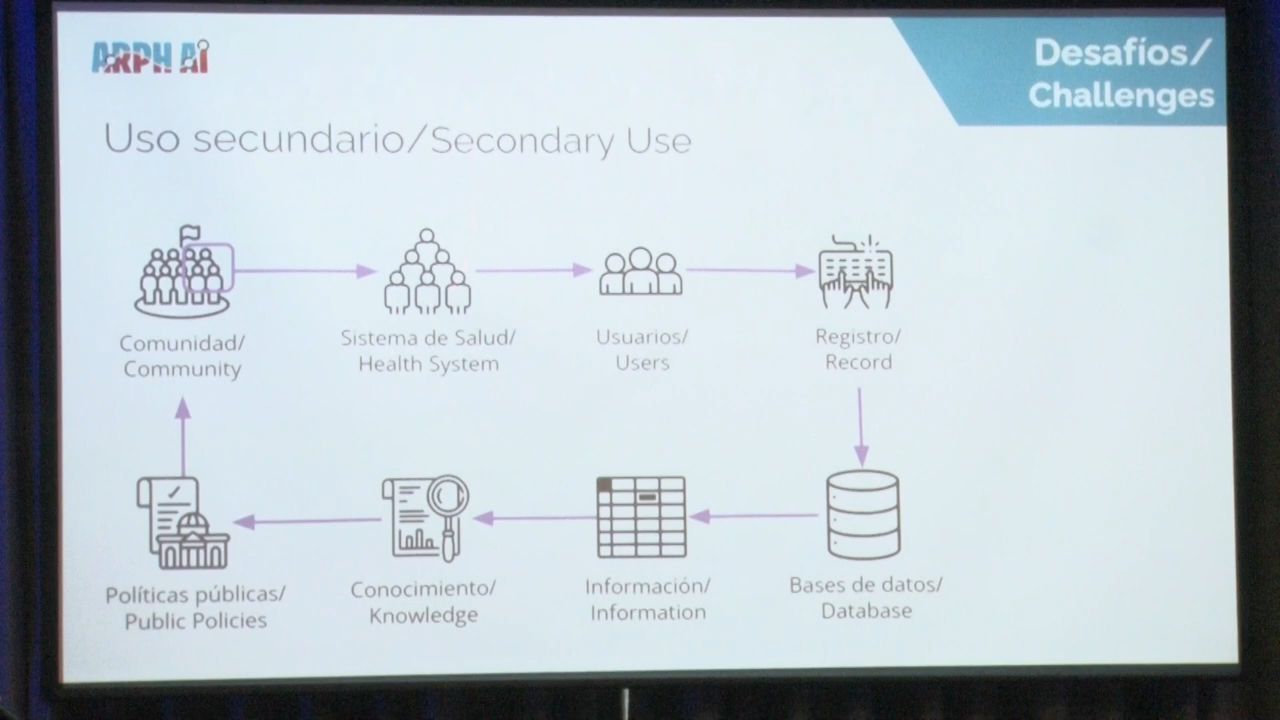 ARPH AI
Desafíos/
Challenges
Uso secundario/Secondary Use
Comunidad/
Community
Sistema de Salud/
Health System
Usuarios/
Users
Registro/
Record
Políticas públicas/
Public Policies
Conocimiento/
Knowledge
Información/
Information
Bases de datos/
Database